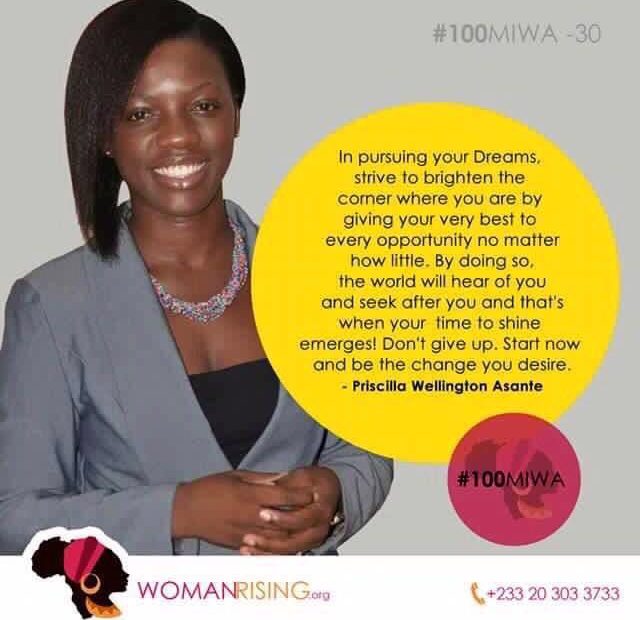 #100MIWA -30
In pursuing your Dreams,
strive to brighten the
corner where you are by
giving your very best to
every opportunity no matter
how little. By doing so,
the world will hear of you
and seek after you and that's
when your time to shine
emerges! Don't give up. Start now
and be the change you desire.
- Priscilla Wellington Asante
#100MIWA
WOMANRISING.org
+233 20 303 3733